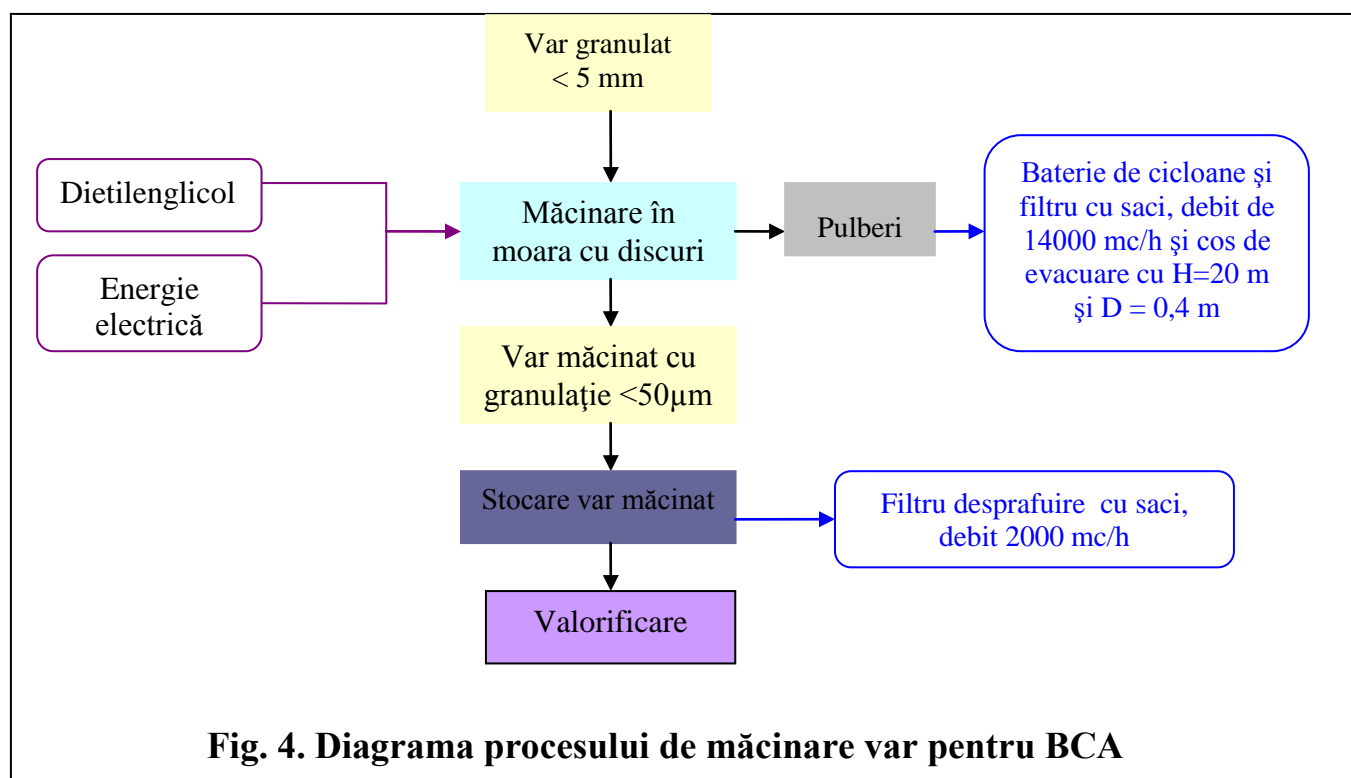 Var granulat
< 5 mm
Dietilenglicol
Energie
electrică
Măcinare în
moara cu discuri
Pulberi
Baterie de cicloane şi
filtru cu saci, debit de
14000 mc/h şi cos de
evacuare cu H=20 m
şi D = 0,4 m
Var măcinat cu
granulaţie <50µm
Stocare var măcinat
Filtru desprafuire cu saci,
debit 2000 mc/h
Valorificare
Fig. 4. Diagrama procesului de măcinare var pentru BCA